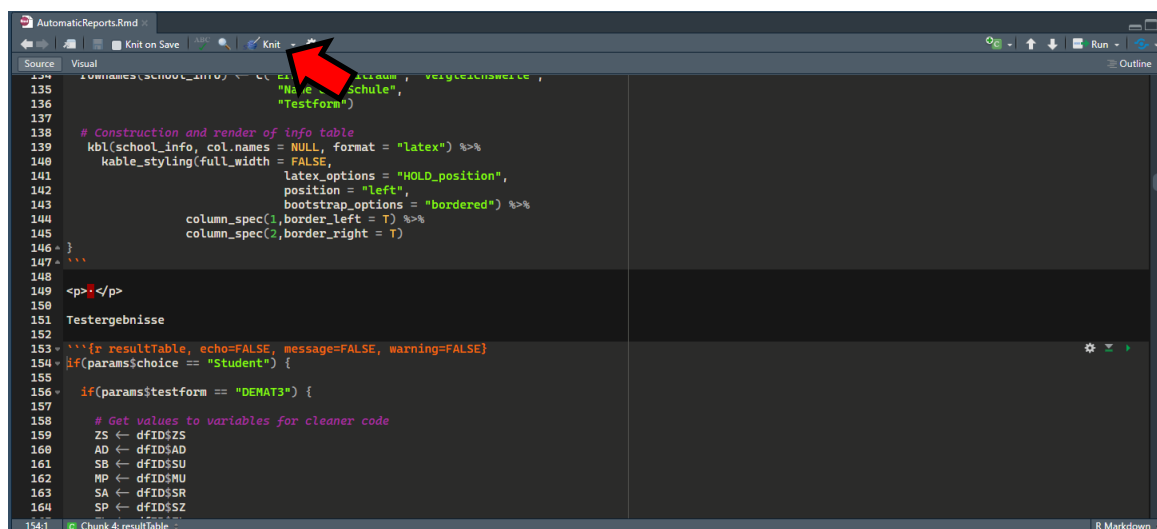 AutomaticReports.Rmd
Knit on Save ABC Knit Run
Source Visual Outline
135 "Schule",
136 "Testform")
137
138 # Construction and render of info table
139 kbl(school_info, col.names = NULL, format = "latex") %>%
140 kable_styling(full_width = FALSE,
141 latex_options = "HOLD_position",
142 position = "left",
143 bootstrap_options = "bordered") %>%
144 column_spec(1,border_left = T) %>%
145 column_spec(2,border_right = T)
146 }
147 ```
148
149 <p>·</p>
150
151 Testergebnisse
152
153 ```{r resultTable, echo=FALSE, message=FALSE, warning=FALSE}
154 if(params$choice == "Student") {
155
156 if(params$testform == "DEMAT3") {
157
158 # Get values to variables for cleaner code
159 ZS ← dfID$ZS
160 AD ← dfID$AD
161 SB ← dfID$SU
162 MP ← dfID$MU
163 SA ← dfID$SR
164 SP ← dfID$SZ
154:1 Chunk 4: resultTable R Markdown